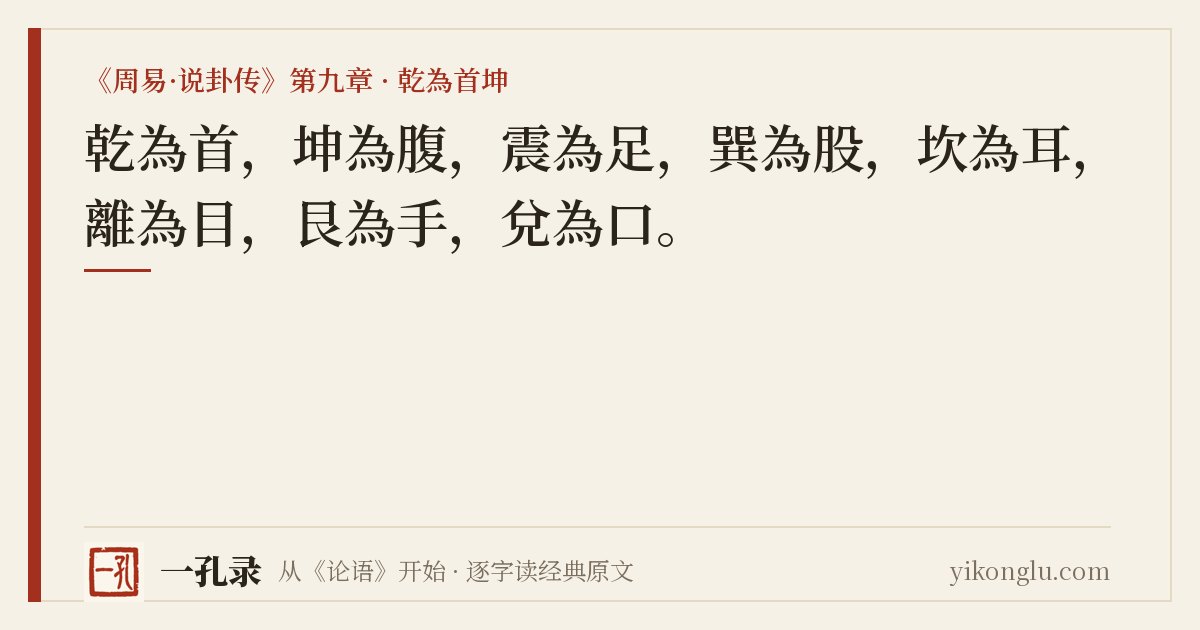 《周易·说卦传》第九章 · 乾為首坤
乾為首，坤為腹，震為足，巽為股，坎為耳，
離為目，艮為手，兌為口。
一孔
一孔录 从《论语》开始 · 逐字读经典原文 yikonglu.com